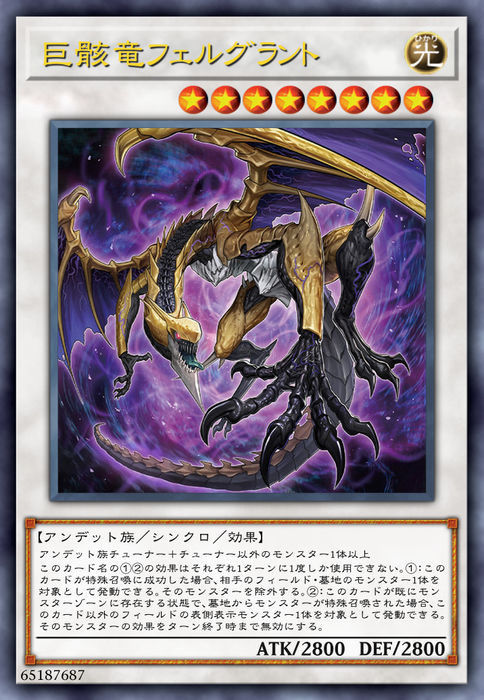 巨骸竜フェルグラント
光
ひかり
【アンデット族／シンクロ／効果】
アンデット族チューナー＋チューナー以外のモンスター1体以上
このカード名の①②の効果はそれぞれ1ターンに1度しか使用できない。①：こ
のカードが特殊召喚に成功した場合、相手のフィールド・墓地のモンスター1体を
対象として発動できる。そのモンスターを除外する。②：このカードが既にモン
スターゾーンに存在する状態で、墓地からモンスターが特殊召喚された場合、こ
のカード以外のフィールドの表側表示モンスター1体を対象として発動できる。
そのモンスターの効果をターン終了時まで無効にする。
ATK/2800 DEF/2800
65187687